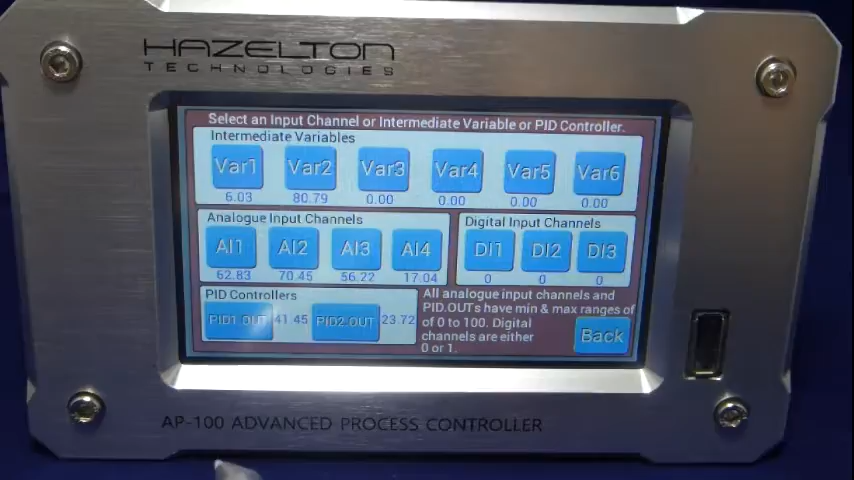 HAZELTON
TECHNOLOGIES
Select an Input Channel or Intermediate Variable or PID Controller.
Intermediate Variables
Var1 Var2 Var3 Var4 Var5 Var6
6.03 80.79 0.00 0.00 0.00 0.00
Analogue Input Channels
AI1 AI2 AI3 AI4
62.83 70.45 56.22 17.04
Digital Input Channels
DI1 DI2 DI3
0 0 0
PID Controllers
PID1.OUT 41.45 PID2.OUT 23.72
All analogue input channels and
PID.OUTs have min & max ranges of
of 0 to 100. Digital
channels are either
0 or 1.
Back
AP-100 ADVANCED PROCESS CONTROLLER